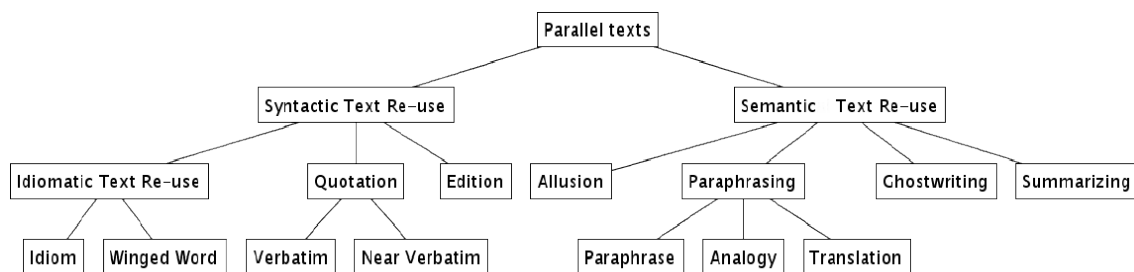 Parallel texts
Syntactic Text Re-use
Semantic Text Re-use
Idiomatic Text Re-use
Quotation
Edition
Allusion
Paraphrasing
Ghostwriting
Summarizing
Idiom
Winged Word
Verbatim
Near Verbatim
Paraphrase
Analogy
Translation